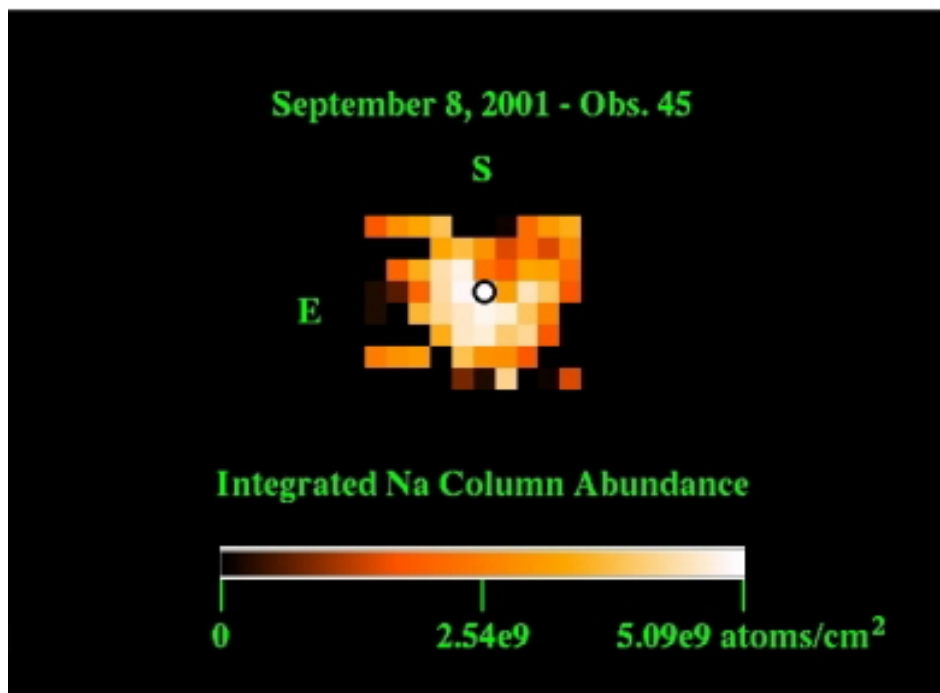 September 8, 2001 - Obs. 45
S
E
Integrated Na Column Abundance
0 2.54e9 5.09e9 atoms/cm²